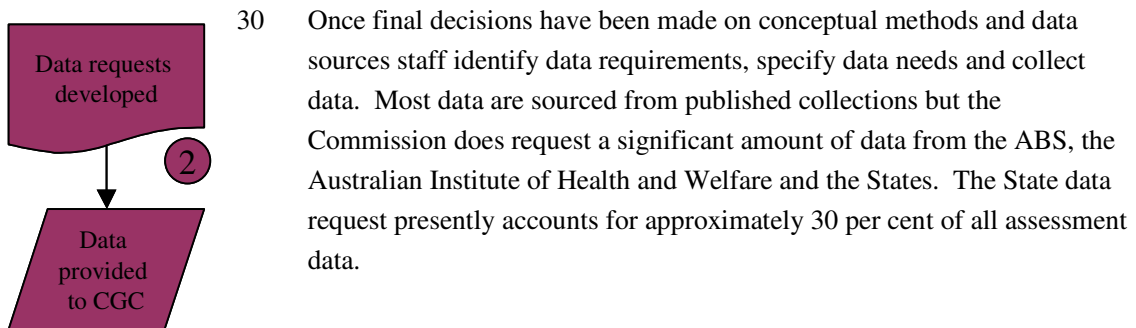 Data requests
developed
2
Data
provided
to CGC
30 Once final decisions have been made on conceptual methods and data
sources staff identify data requirements, specify data needs and collect
data. Most data are sourced from published collections but the
Commission does request a significant amount of data from the ABS, the
Australian Institute of Health and Welfare and the States. The State data
request presently accounts for approximately 30 per cent of all assessment
data.